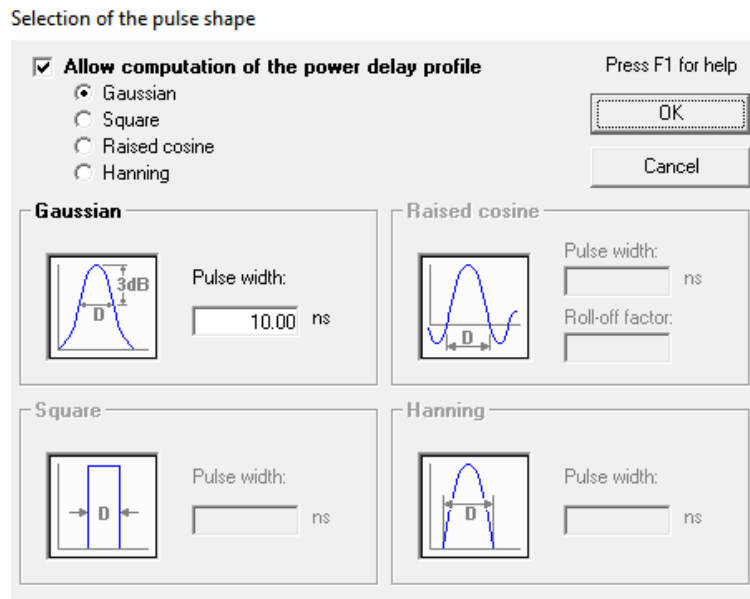 Selection of the pulse shape
Allow computation of the power delay profile
Press F1 for help
Gaussian
Square
Raised cosine
Hanning
OK
Cancel
Gaussian
3dB
D
Pulse width:
10.00 ns
Raised cosine
D
Pulse width:
ns
Roll-off factor:
Square
D
Pulse width:
ns
Hanning
D
Pulse width:
ns